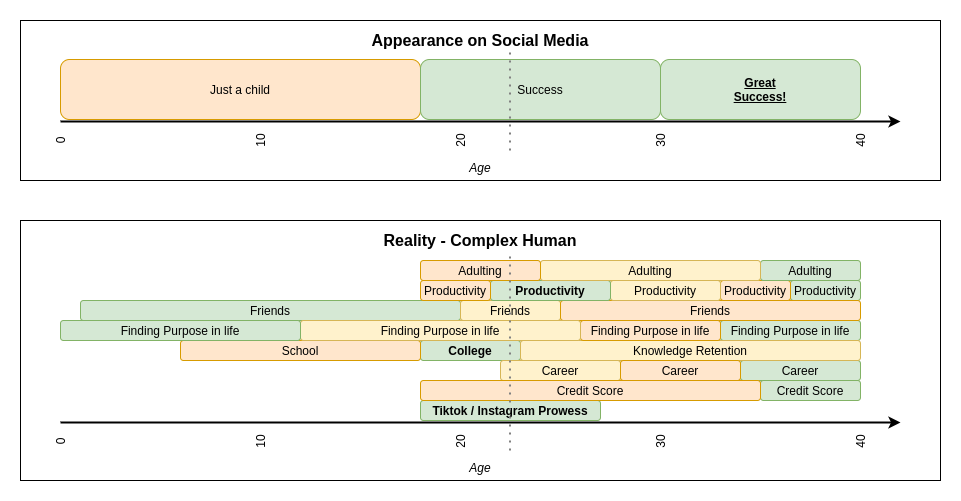 Appearance on Social Media
Just a child
Success
Great
Success!
0
10
20
30
40
Age
Reality - Complex Human
Adulting
Adulting
Adulting
Productivity
Productivity
Productivity
Productivity
Productivity
Friends
Friends
Friends
Finding Purpose in life
Finding Purpose in life
Finding Purpose in life
Finding Purpose in life
School
College
Knowledge Retention
Career
Career
Career
Credit Score
Credit Score
Tiktok / Instagram Prowess
0
10
20
30
40
Age